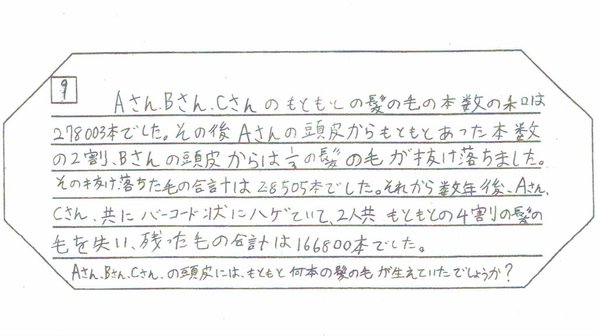 9
Aさん、Bさん、Cさんのもともとの髪の毛の本数の和は
278003本でした。その後Aさんの頭皮からもともとあった本数
の2割、Bさんの頭皮からは1/3の髪の毛が抜け落ちました。
その抜け落ちた毛の合計は28505本でした。それから数年後、Aさん、
Cさん、共にバーコード状にハゲていて、2人共もともとの4割の髪の
毛を失い、残った毛の合計は166800本でした。
Aさん、Bさん、Cさん、の頭皮には、もともと何本の髪の毛が生えていたでしょうか?